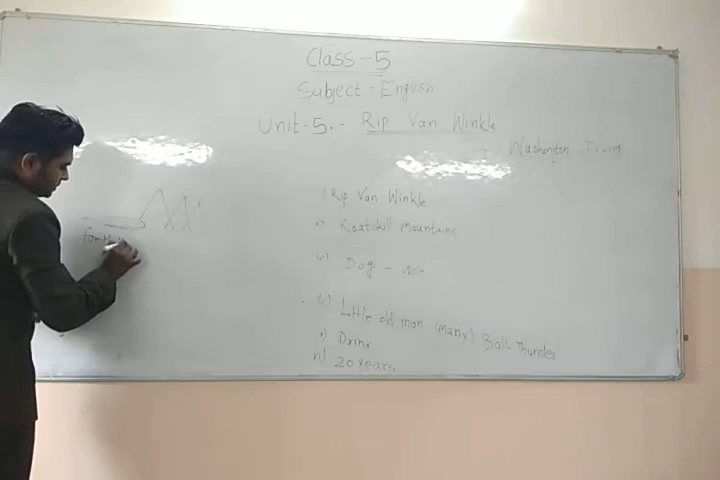 Class - 5
Subject - English
Unit - 5. - Rip Van Winkle
- Washington Irving
i) Rip Van Winkle
ii) Kaatskill mountains
iii) Dog - Wolf
iv) Little old man (many) Ball - Thunder
v) Drink
vi) 20 years